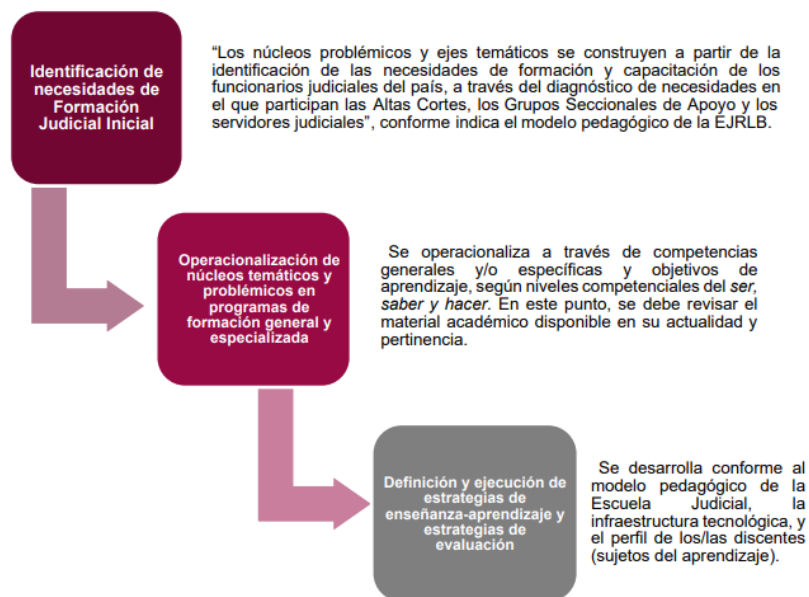 Identificación de
necesidades de
Formación
Judicial Inicial
“Los núcleos problémicos y ejes temáticos se construyen a partir de la
identificación de las necesidades de formación y capacitación de los
funcionarios judiciales del país, a través del diagnóstico de necesidades en
el que participan las Altas Cortes, los Grupos Seccionales de Apoyo y los
servidores judiciales”, conforme indica el modelo pedagógico de la EJRLB.
Operacionalización de
núcleos temáticos y
problémicos en
programas de
formación general y
especializada
Se operacionaliza a través de competencias
generales y/o específicas y objetivos de
aprendizaje, según niveles competenciales del ser,
saber y hacer. En este punto, se debe revisar el
material académico disponible en su actualidad y
pertinencia.
Definición y ejecución de
estrategias de
enseñanza-aprendizaje y
estrategias de
evaluación
Se desarrolla conforme al
modelo pedagógico de la
Escuela Judicial, la
infraestructura tecnológica, y
el perfil de los/las discentes
(sujetos del aprendizaje).